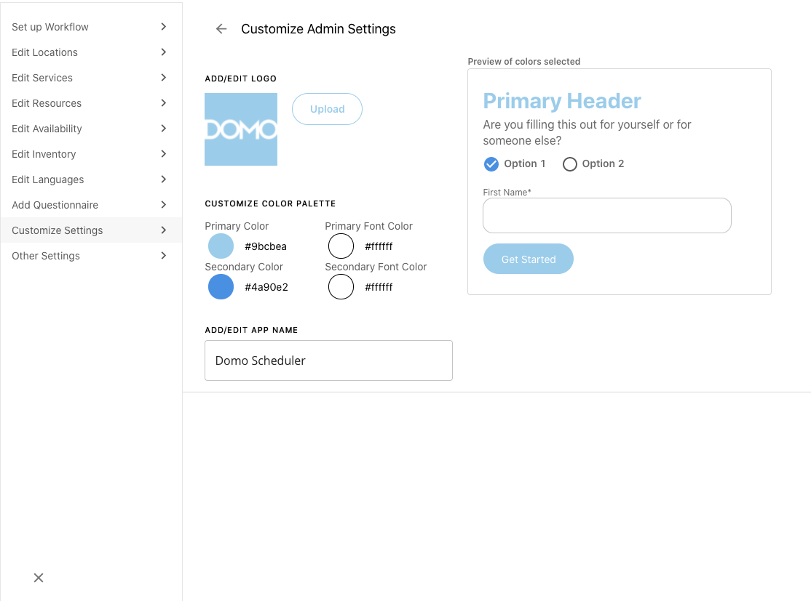 Set up Workflow
Edit Locations
Edit Services
Edit Resources
Edit Availability
Edit Inventory
Edit Languages
Add Questionnaire
Customize Settings
Other Settings
Customize Admin Settings
ADD/EDIT LOGO
DOMO
Upload
CUSTOMIZE COLOR PALETTE
Primary Color
Primary Font Color
#9bcbea
#ffffff
Secondary Color
Secondary Font Color
#4a90e2
#ffffff
ADD/EDIT APP NAME
Domo Scheduler
Preview of colors selected
Primary Header
Are you filling this out for yourself or for
someone else?
Option 1
Option 2
First Name*
Get Started